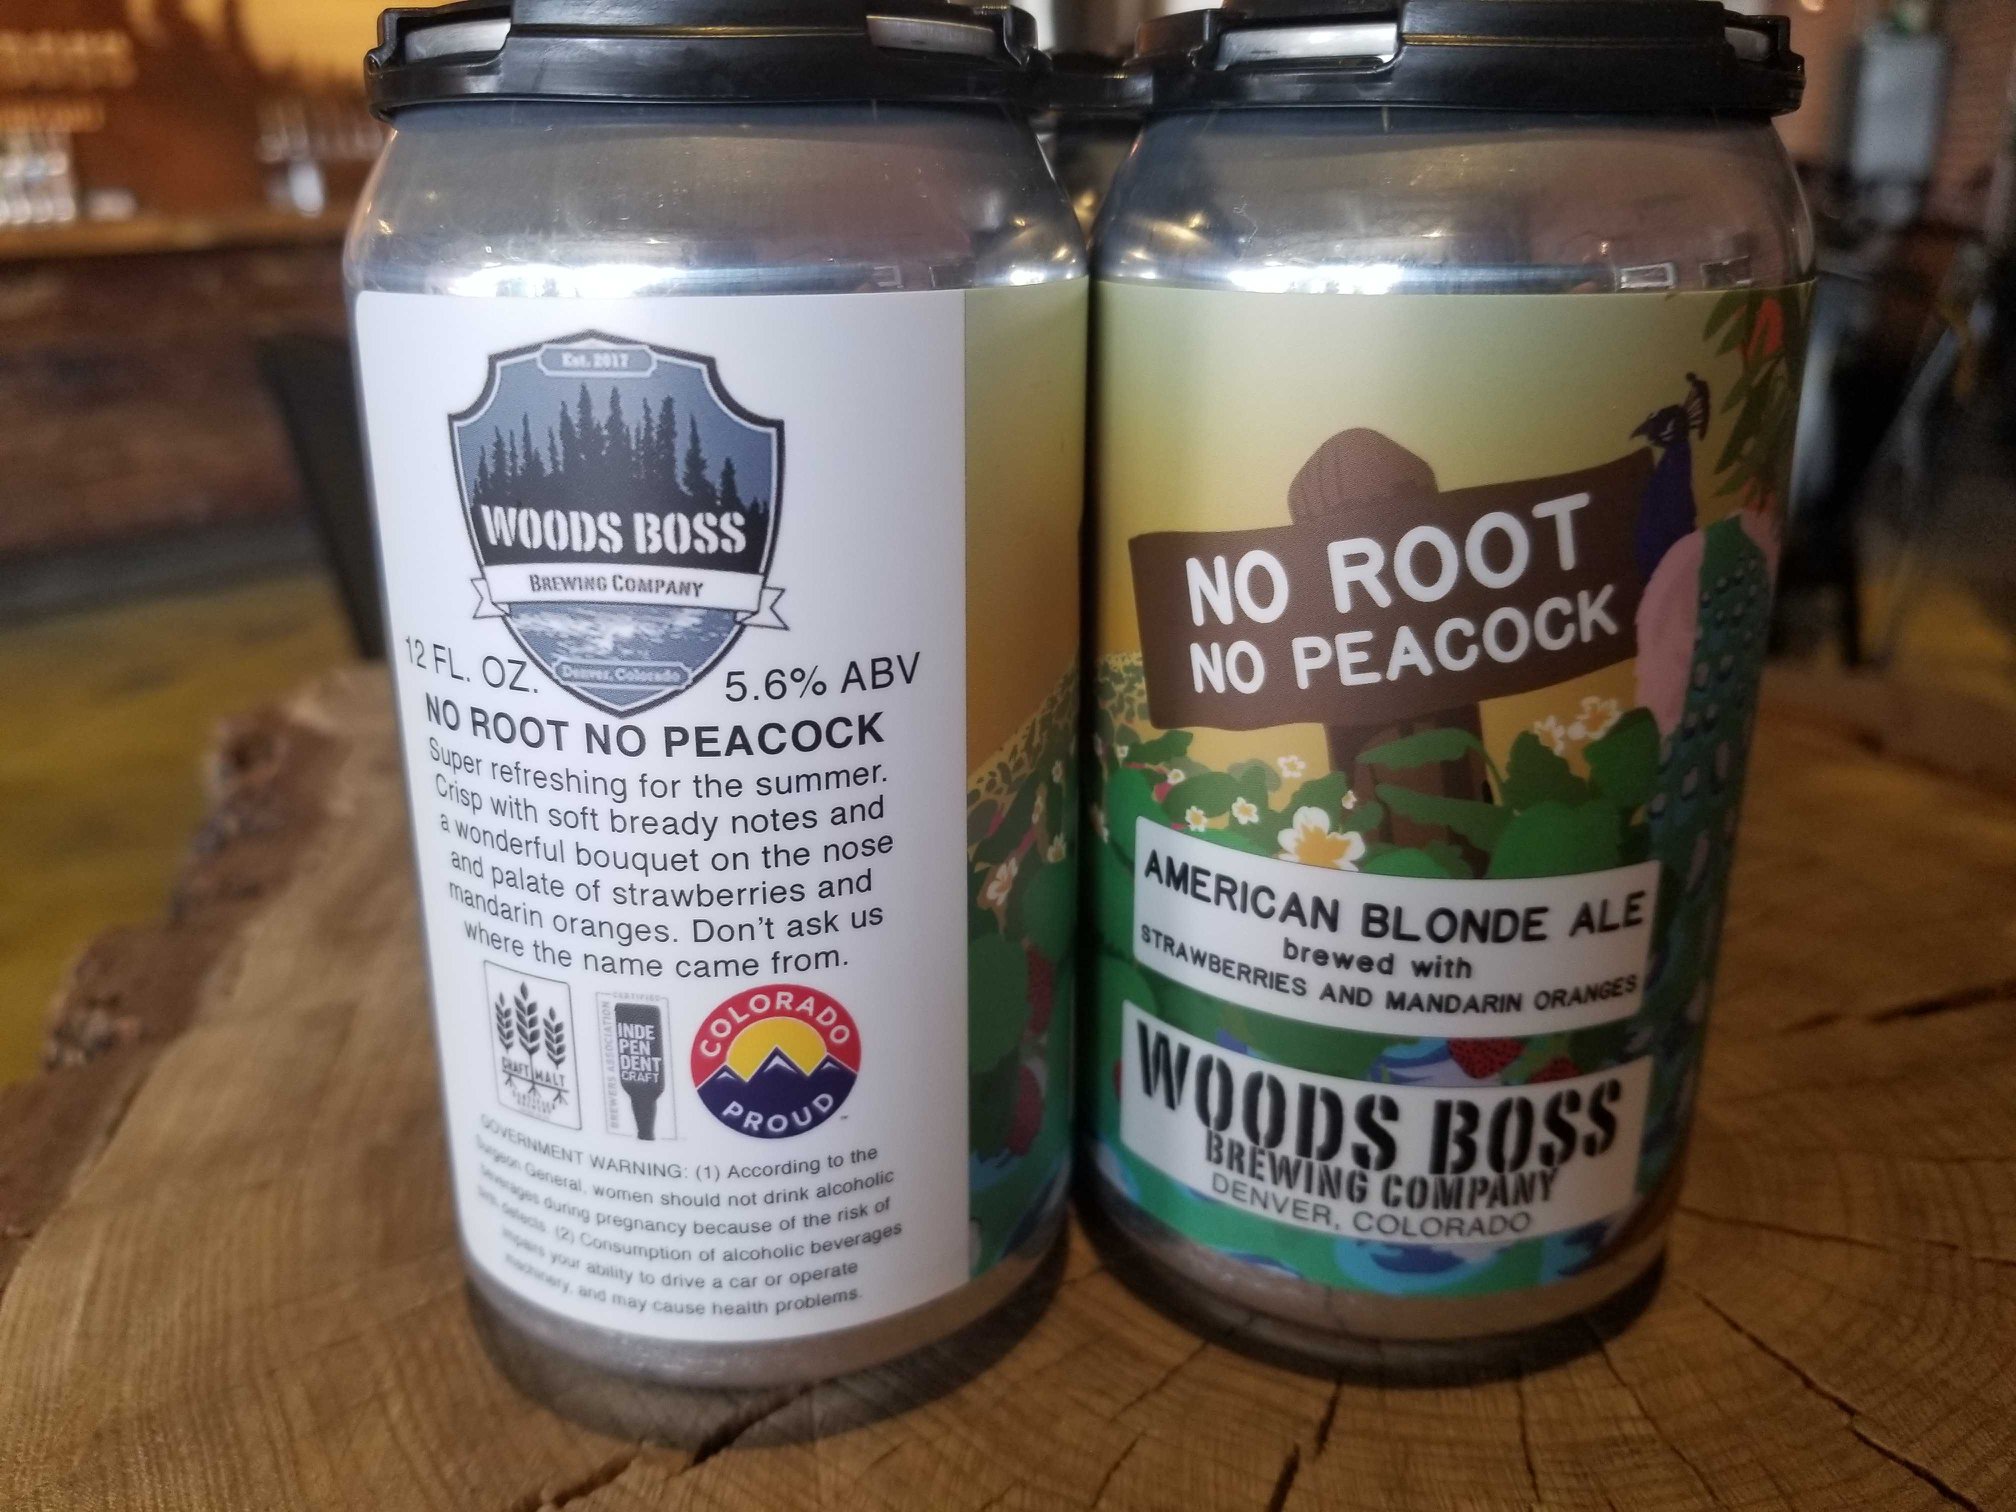 Est. 2017
WOODS BOSS
BREWING COMPANY
Denver, Colorado
12 FL. OZ.
5.6% ABV
NO ROOT NO PEACOCK
Super refreshing for the summer.
Crisp with soft bready notes and
a wonderful bouquet on the nose
and palate of strawberries and
mandarin oranges. Don't ask us
where the name came from.
CRAFT MALT
CERTIFIED
BREWERS ASSOCIATION
INDE
PEN
DENT
CRAFT
COLORADO
PROUD
GOVERNMENT WARNING: (1) According to the
Surgeon General, women should not drink alcoholic
beverages during pregnancy because of the risk of
birth defects. (2) Consumption of alcoholic beverages
impairs your ability to drive a car or operate
machinery, and may cause health problems.
NO ROOT
NO PEACOCK
AMERICAN BLONDE ALE
brewed with
STRAWBERRIES AND MANDARIN ORANGES
WOODS BOSS
BREWING COMPANY
DENVER, COLORADO